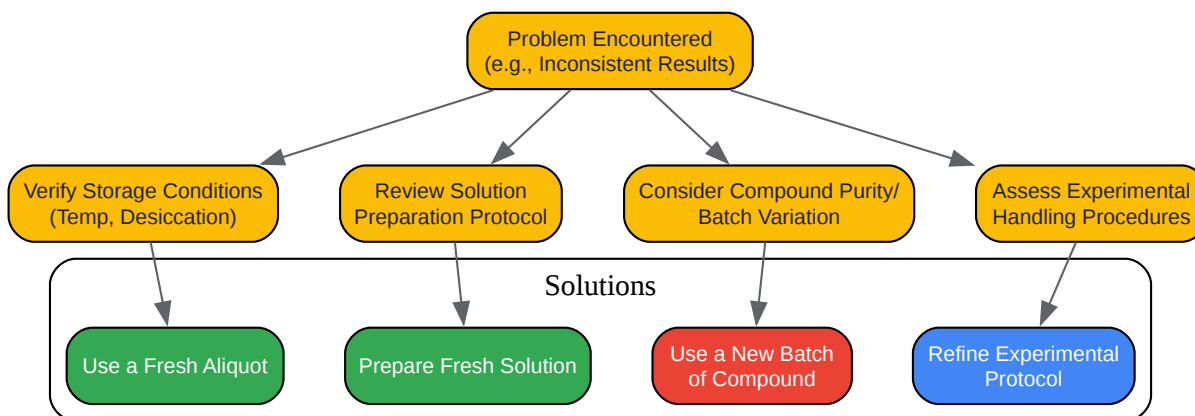 Problem Encountered
(e.g., Inconsistent Results)
Verify Storage Conditions
(Temp, Desiccation)
Review Solution
Preparation Protocol
Consider Compound Purity/
Batch Variation
Assess Experimental
Handling Procedures
Solutions
Use a Fresh Aliquot
Prepare Fresh Solution
Use a New Batch
of Compound
Refine Experimental
Protocol